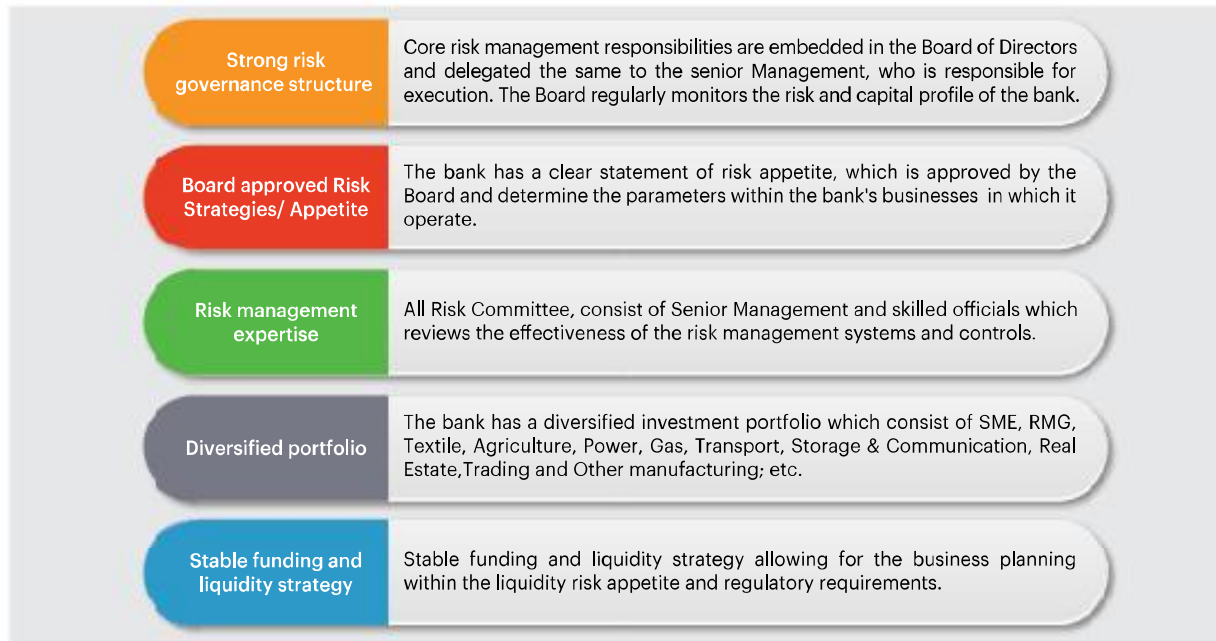 Strong risk
governance structure
Core risk management responsibilities are embedded in the Board of Directors
and delegated the same to the senior Management, who is responsible for
execution. The Board regularly monitors the risk and capital profile of the bank.
Board approved Risk
Strategies/ Appetite
The bank has a clear statement of risk appetite, which is approved by the
Board and determine the parameters within the bank's businesses in which it
operate.
Risk management
expertise
All Risk Committee, consist of Senior Management and skilled officials which
reviews the effectiveness of the risk management systems and controls.
Diversified portfolio
The bank has a diversified investment portfolio which consist of SME, RMG,
Textile, Agriculture, Power, Gas, Transport, Storage & Communication, Real
Estate,Trading and Other manufacturing; etc.
Stable funding and
liquidity strategy
Stable funding and liquidity strategy allowing for the business planning
within the liquidity risk appetite and regulatory requirements.